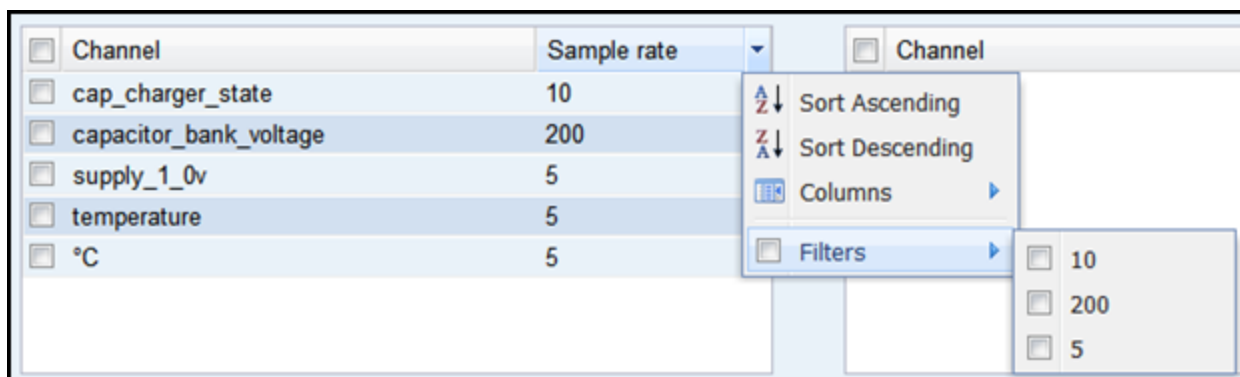 Channel Sample rate Channel
cap_charger_state 10
capacitor_bank_voltage 200
supply_1_0v 5
temperature 5
°C 5
Sort Ascending
Sort Descending
Columns
Filters
10
200
5